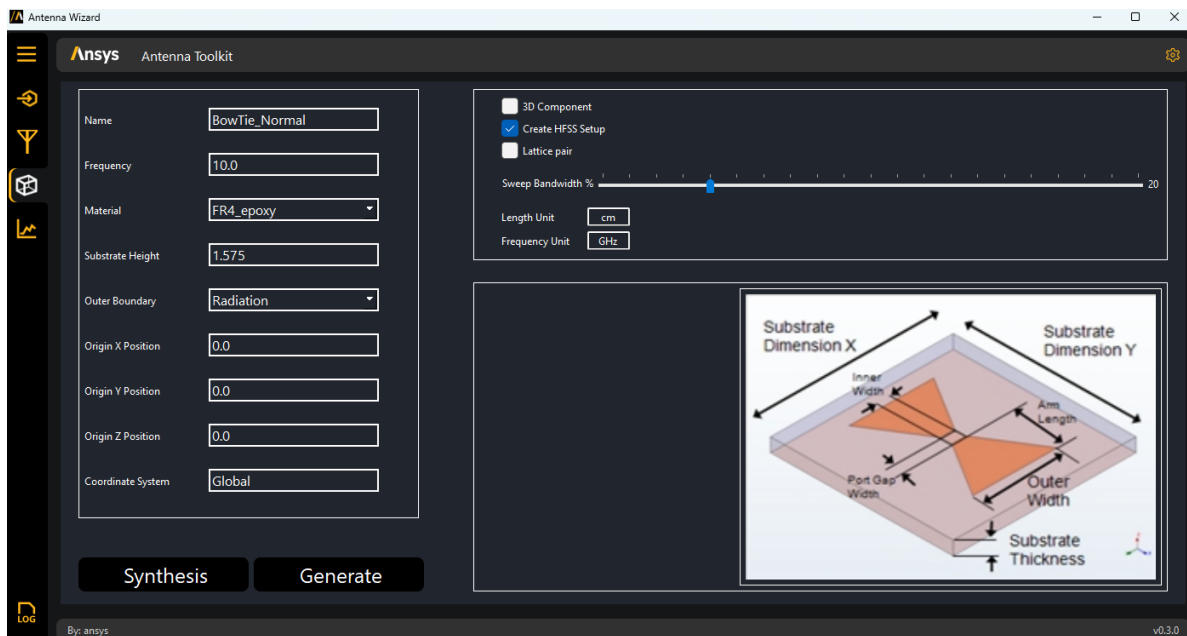 Antenna Wizard
Ansys Antenna Toolkit
Name BowTie_Normal
Frequency 10.0
Material FR4_epoxy
Substrate Height 1.575
Outer Boundary Radiation
Origin X Position 0.0
Origin Y Position 0.0
Origin Z Position 0.0
Coordinate System Global
Synthesis Generate
3D Component
Create HFSS Setup
Lattice pair
Sweep Bandwidth % 20
Length Unit cm
Frequency Unit GHz
Substrate
Dimension X
Substrate
Dimension Y
Inner
Width
Arm
Length
Port Gap
Width
Outer
Width
Substrate
Thickness
LOG
By: ansys v0.3.0